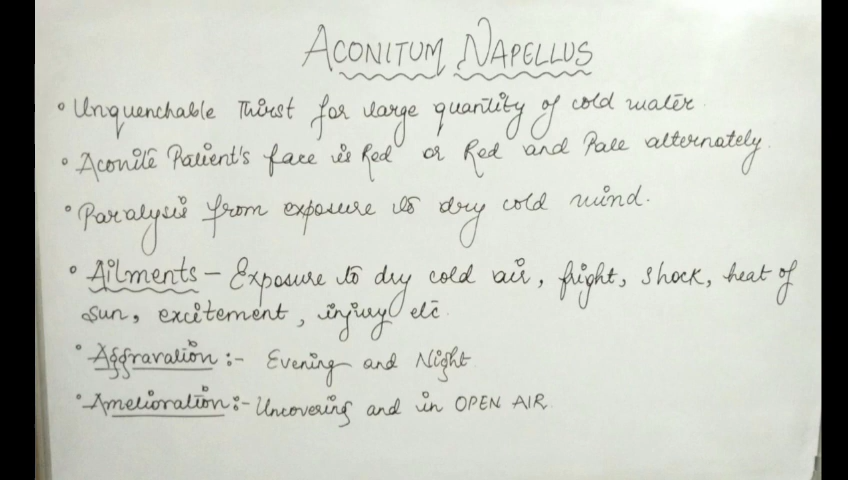 ACONITUM NAPELLUS
• Unquenchable Thirst for large quantity of cold water.
• Aconite Patient's face is Red or Red and Pale alternately.
• Paralysis from exposure to dry cold wind.
• Ailments - Exposure to dry cold air, fright, shock, heat of
sun, excitement, injury etc.
• Aggravation :- Evening and Night
• Amelioration :- Uncovering and in OPEN AIR